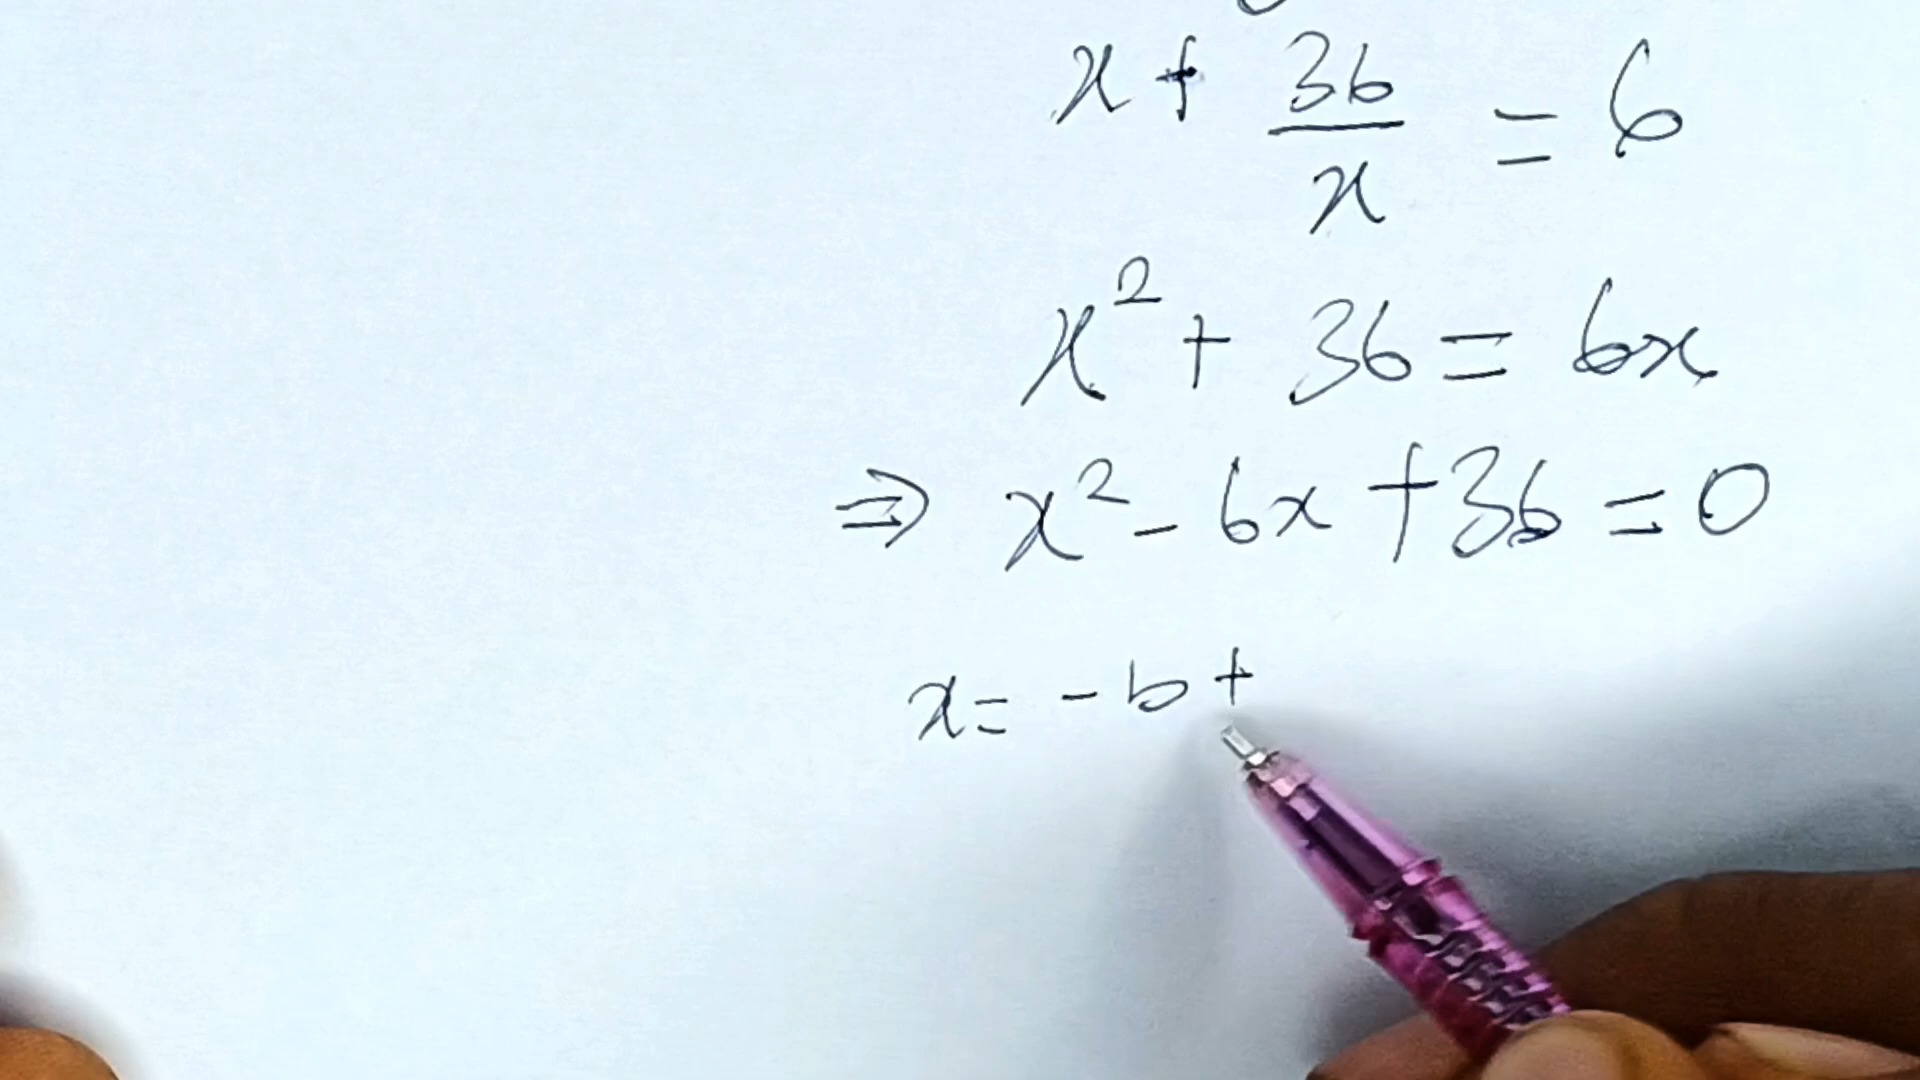 x + 36/x = 6
x² + 36 = 6x
⇒ x² - 6x + 36 = 0
x = - b +